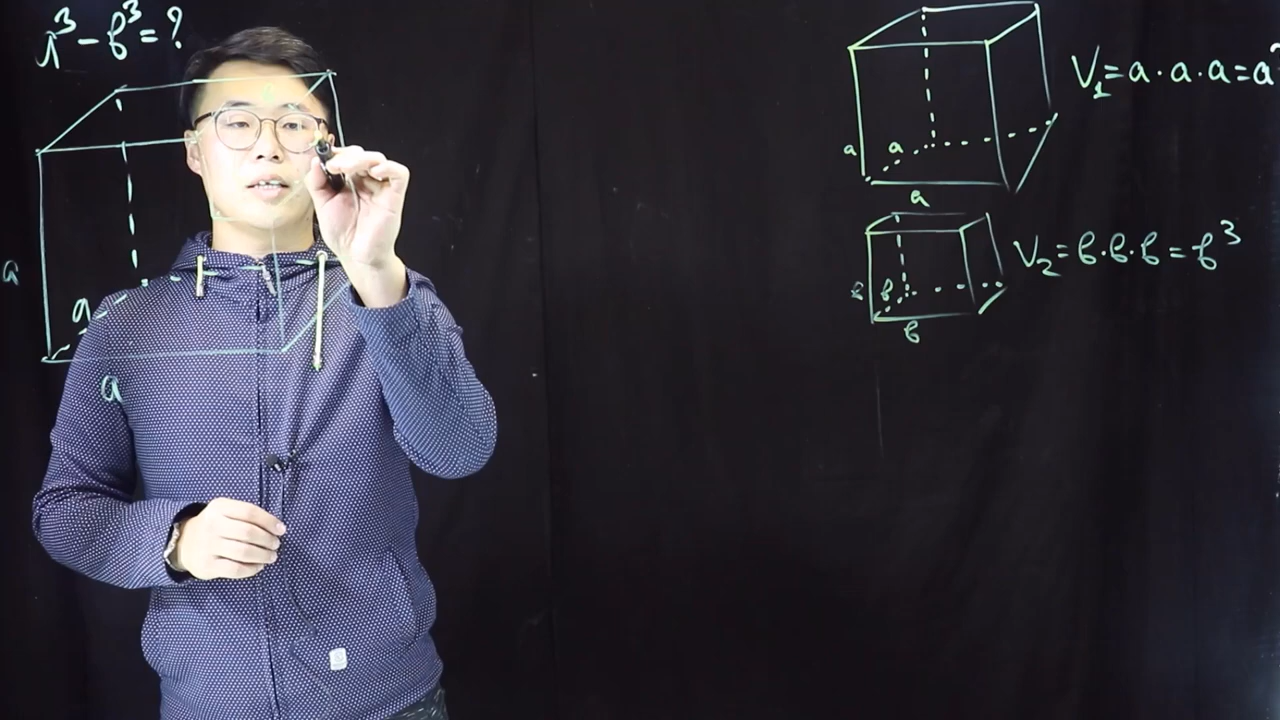 a³ - b³ = ?
a
a
a
V₁ = a · a · a = a³
a
a
a
V₂ = b · b · b = b³
b
b
b